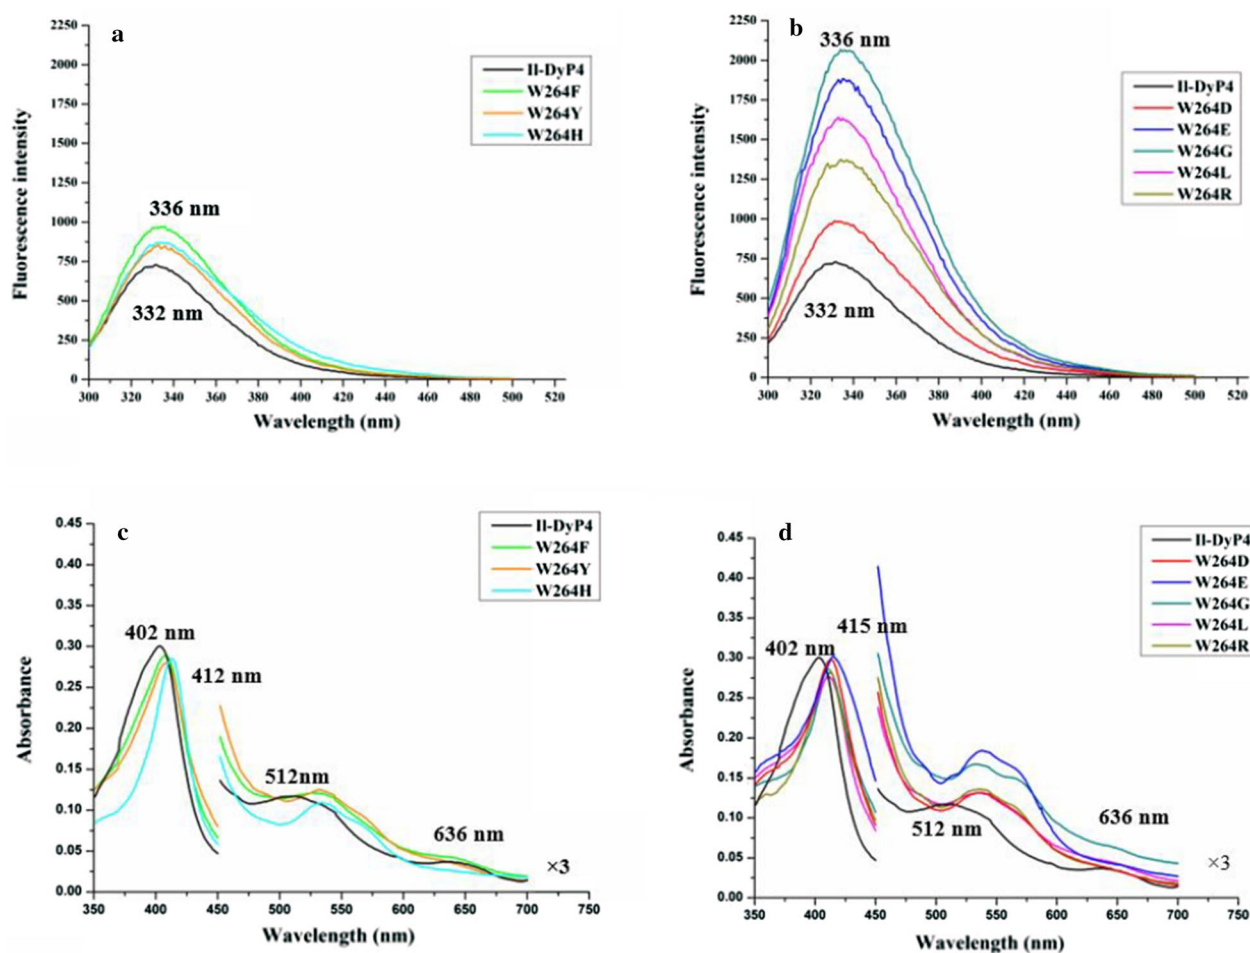 a
Fluorescence intensity
2250
2000
1750
1500
1250
1000
750
500
250
0
336 nm
332 nm
Il-DyP4
W264F
W264Y
W264H
300 320 340 360 380 400 420 440 460 480 500 520
Wavelength (nm)
b
Fluorescence intensity
2250
2000
1750
1500
1250
1000
750
500
250
0
336 nm
332 nm
Il-DyP4
W264D
W264E
W264G
W264L
W264R
300 320 340 360 380 400 420 440 460 480 500 520
Wavelength (nm)
c
Absorbance
0.45
0.40
0.35
0.30
0.25
0.20
0.15
0.10
0.05
0.00
402 nm
412 nm
512nm
636 nm
×3
Il-DyP4
W264F
W264Y
W264H
350 400 450 500 550 600 650 700 750
Wavelength (nm)
d
Absorbance
0.45
0.40
0.35
0.30
0.25
0.20
0.15
0.10
0.05
0.00
402 nm
415 nm
512 nm
636 nm
×3
Il-DyP4
W264D
W264E
W264G
W264L
W264R
350 400 450 500 550 600 650 700 750
Wavelength (nm)